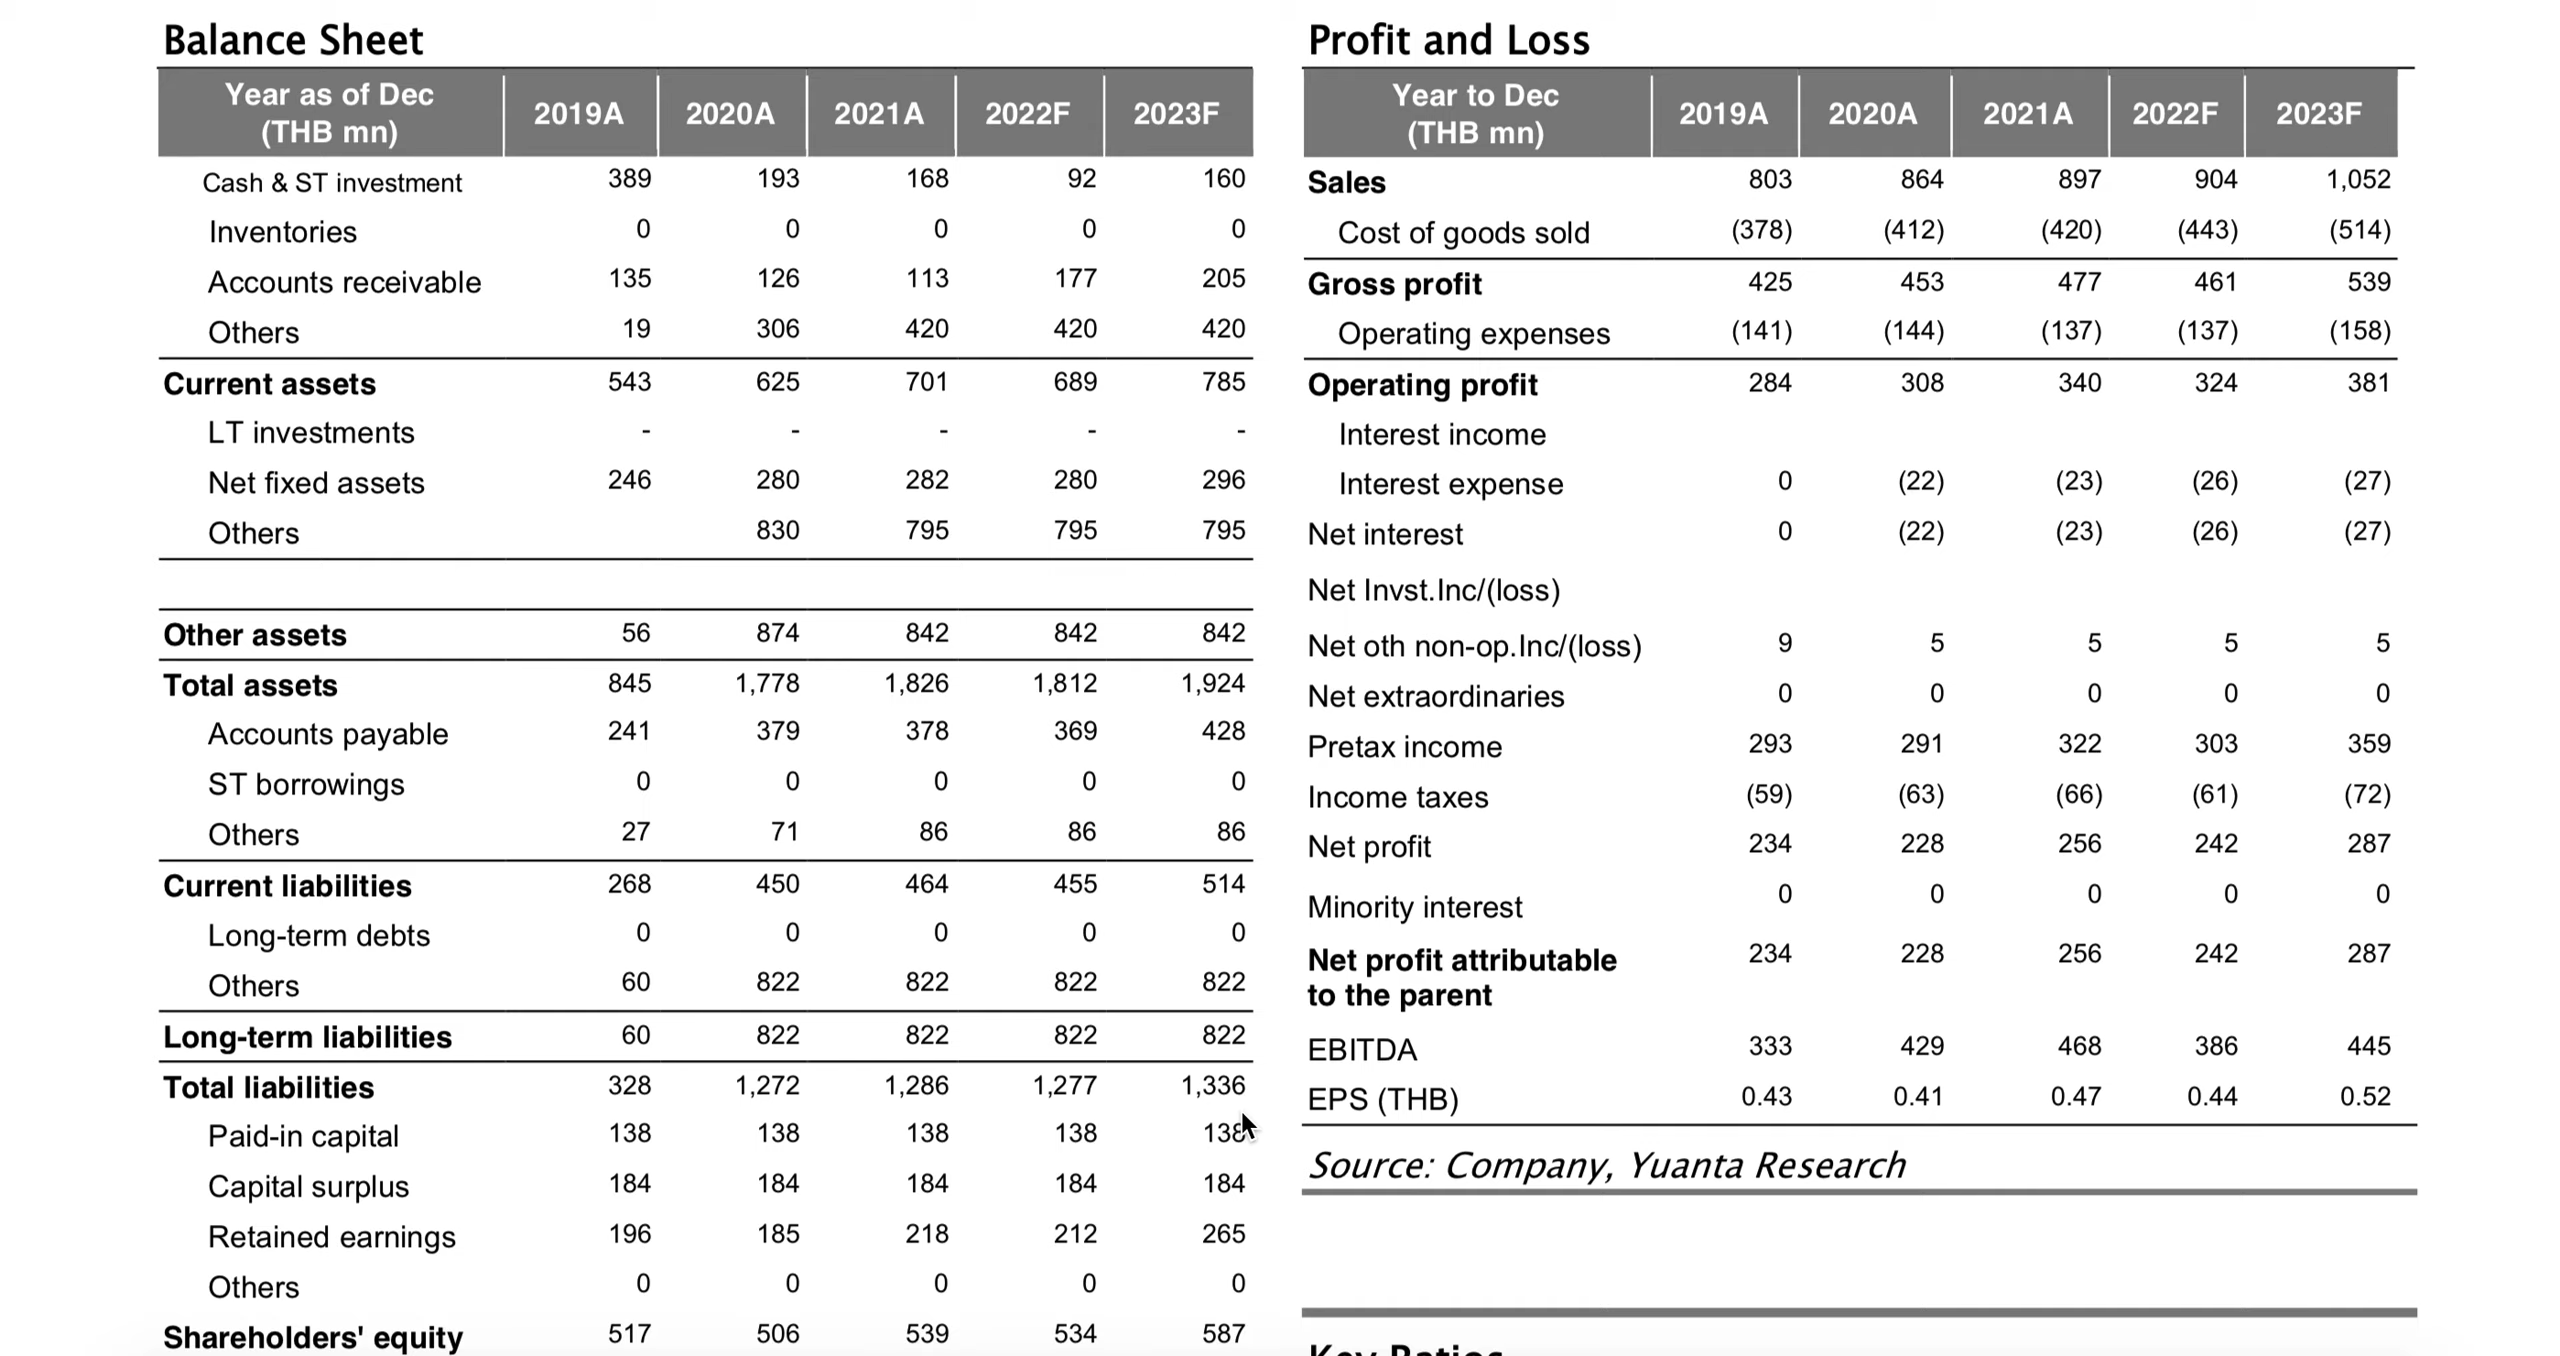 Balance Sheet
Year as of Dec (THB mn) 2019A 2020A 2021A 2022F 2023F
Cash & ST investment 389 193 168 92 160
Inventories 0 0 0 0 0
Accounts receivable 135 126 113 177 205
Others 19 306 420 420 420
Current assets 543 625 701 689 785
LT investments - - - - -
Net fixed assets 246 280 282 280 296
Others 830 795 795 795
Other assets 56 874 842 842 842
Total assets 845 1,778 1,826 1,812 1,924
Accounts payable 241 379 378 369 428
ST borrowings 0 0 0 0 0
Others 27 71 86 86 86
Current liabilities 268 450 464 455 514
Long-term debts 0 0 0 0 0
Others 60 822 822 822 822
Long-term liabilities 60 822 822 822 822
Total liabilities 328 1,272 1,286 1,277 1,336
Paid-in capital 138 138 138 138 138
Capital surplus 184 184 184 184 184
Retained earnings 196 185 218 212 265
Others 0 0 0 0 0
Shareholders' equity 517 506 539 534 587
Profit and Loss
Year to Dec (THB mn) 2019A 2020A 2021A 2022F 2023F
Sales 803 864 897 904 1,052
Cost of goods sold (378) (412) (420) (443) (514)
Gross profit 425 453 477 461 539
Operating expenses (141) (144) (137) (137) (158)
Operating profit 284 308 340 324 381
Interest income
Interest expense 0 (22) (23) (26) (27)
Net interest 0 (22) (23) (26) (27)
Net Invst.Inc/(loss)
Net oth non-op.Inc/(loss) 9 5 5 5 5
Net extraordinaries 0 0 0 0 0
Pretax income 293 291 322 303 359
Income taxes (59) (63) (66) (61) (72)
Net profit 234 228 256 242 287
Minority interest 0 0 0 0 0
Net profit attributable to the parent 234 228 256 242 287
EBITDA 333 429 468 386 445
EPS (THB) 0.43 0.41 0.47 0.44 0.52
Source: Company, Yuanta Research
Key Ratios